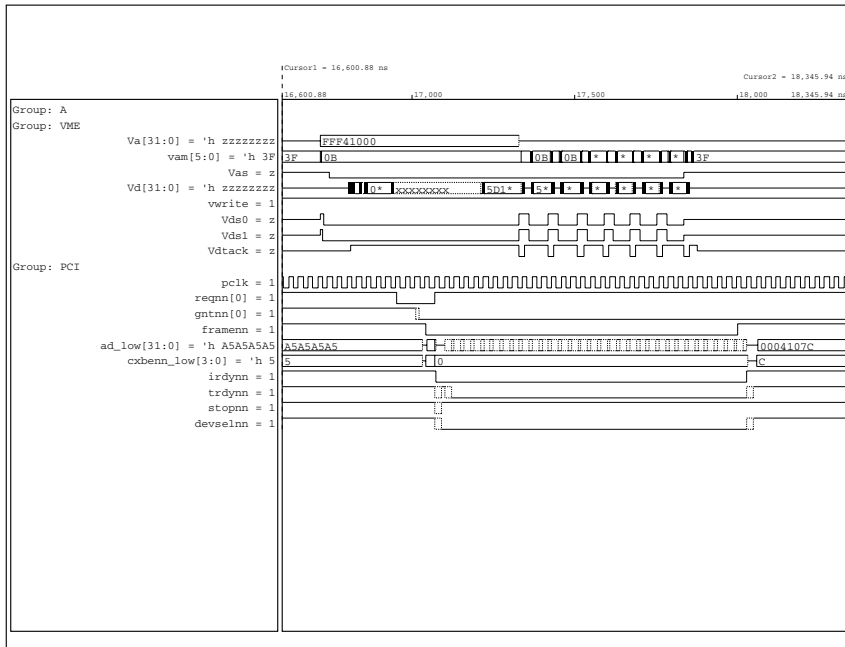 Cursor1 = 16,600.88 ns
Cursor2 = 18,345.94 ns
16,600.88 17,000 17,500 18,000 18,345.94 ns
Group: A
Group: VME
Va[31:0] = 'h zzzzzzzz FFF41000
vam[5:0] = 'h 3F 3F 0B 0B 0B * * * * 3F
Vas = z
Vd[31:0] = 'h zzzzzzzz 0* xxxxxxxx 5D1* 5* * * * * *
vwrite = 1
Vds0 = z
Vds1 = z
Vdtack = z
Group: PCI
pclk = 1
reqnn[0] = 1
gntnn[0] = 1
framenn = 1
ad_low[31:0] = 'h A5A5A5A5 A5A5A5A5 0004107C
cxbenn_low[3:0] = 'h 5 5 0 C
irdynn = 1
trdynn = 1
stopnn = 1
devselnn = 1